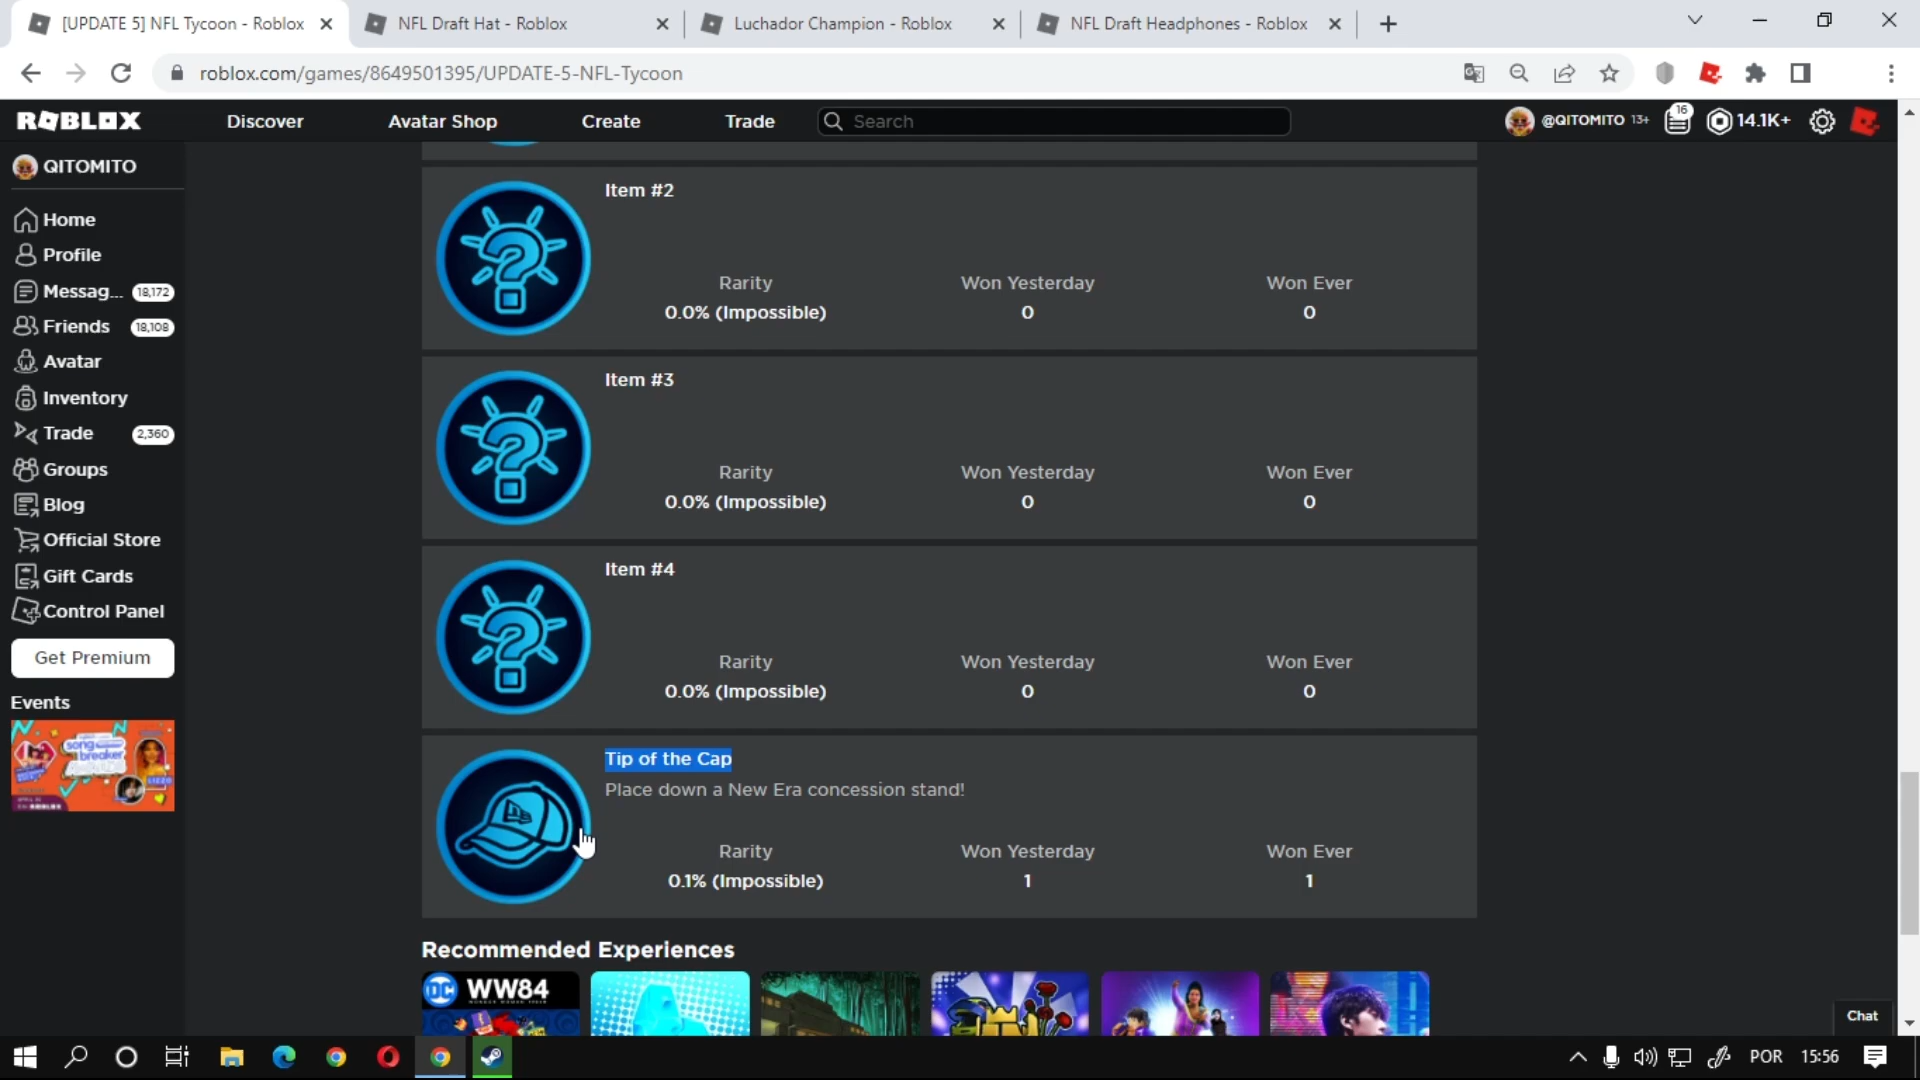 [UPDATE 5] NFL Tycoon - Roblox
NFL Draft Hat - Roblox
Luchador Champion - Roblox
NFL Draft Headphones - Roblox
roblox.com/games/8649501395/UPDATE-5-NFL-Tycoon
ROBLOX
Discover
Avatar Shop
Create
Trade
Search
@QITOMITO 13+
16
14.1K+
QITOMITO
Home
Profile
Messag... 18,172
Friends 18,108
Avatar
Inventory
Trade 2,360
Groups
Blog
Official Store
Gift Cards
Control Panel
Get Premium
Events
song
breaker
AWARDS
LIZZO
Item #2
Rarity Won Yesterday Won Ever
0.0% (Impossible) 0 0
Item #3
Rarity Won Yesterday Won Ever
0.0% (Impossible) 0 0
Item #4
Rarity Won Yesterday Won Ever
0.0% (Impossible) 0 0
Tip of the Cap
Place down a New Era concession stand!
Rarity Won Yesterday Won Ever
0.1% (Impossible) 1 1
Recommended Experiences
DC WW84
Chat
POR 15:56